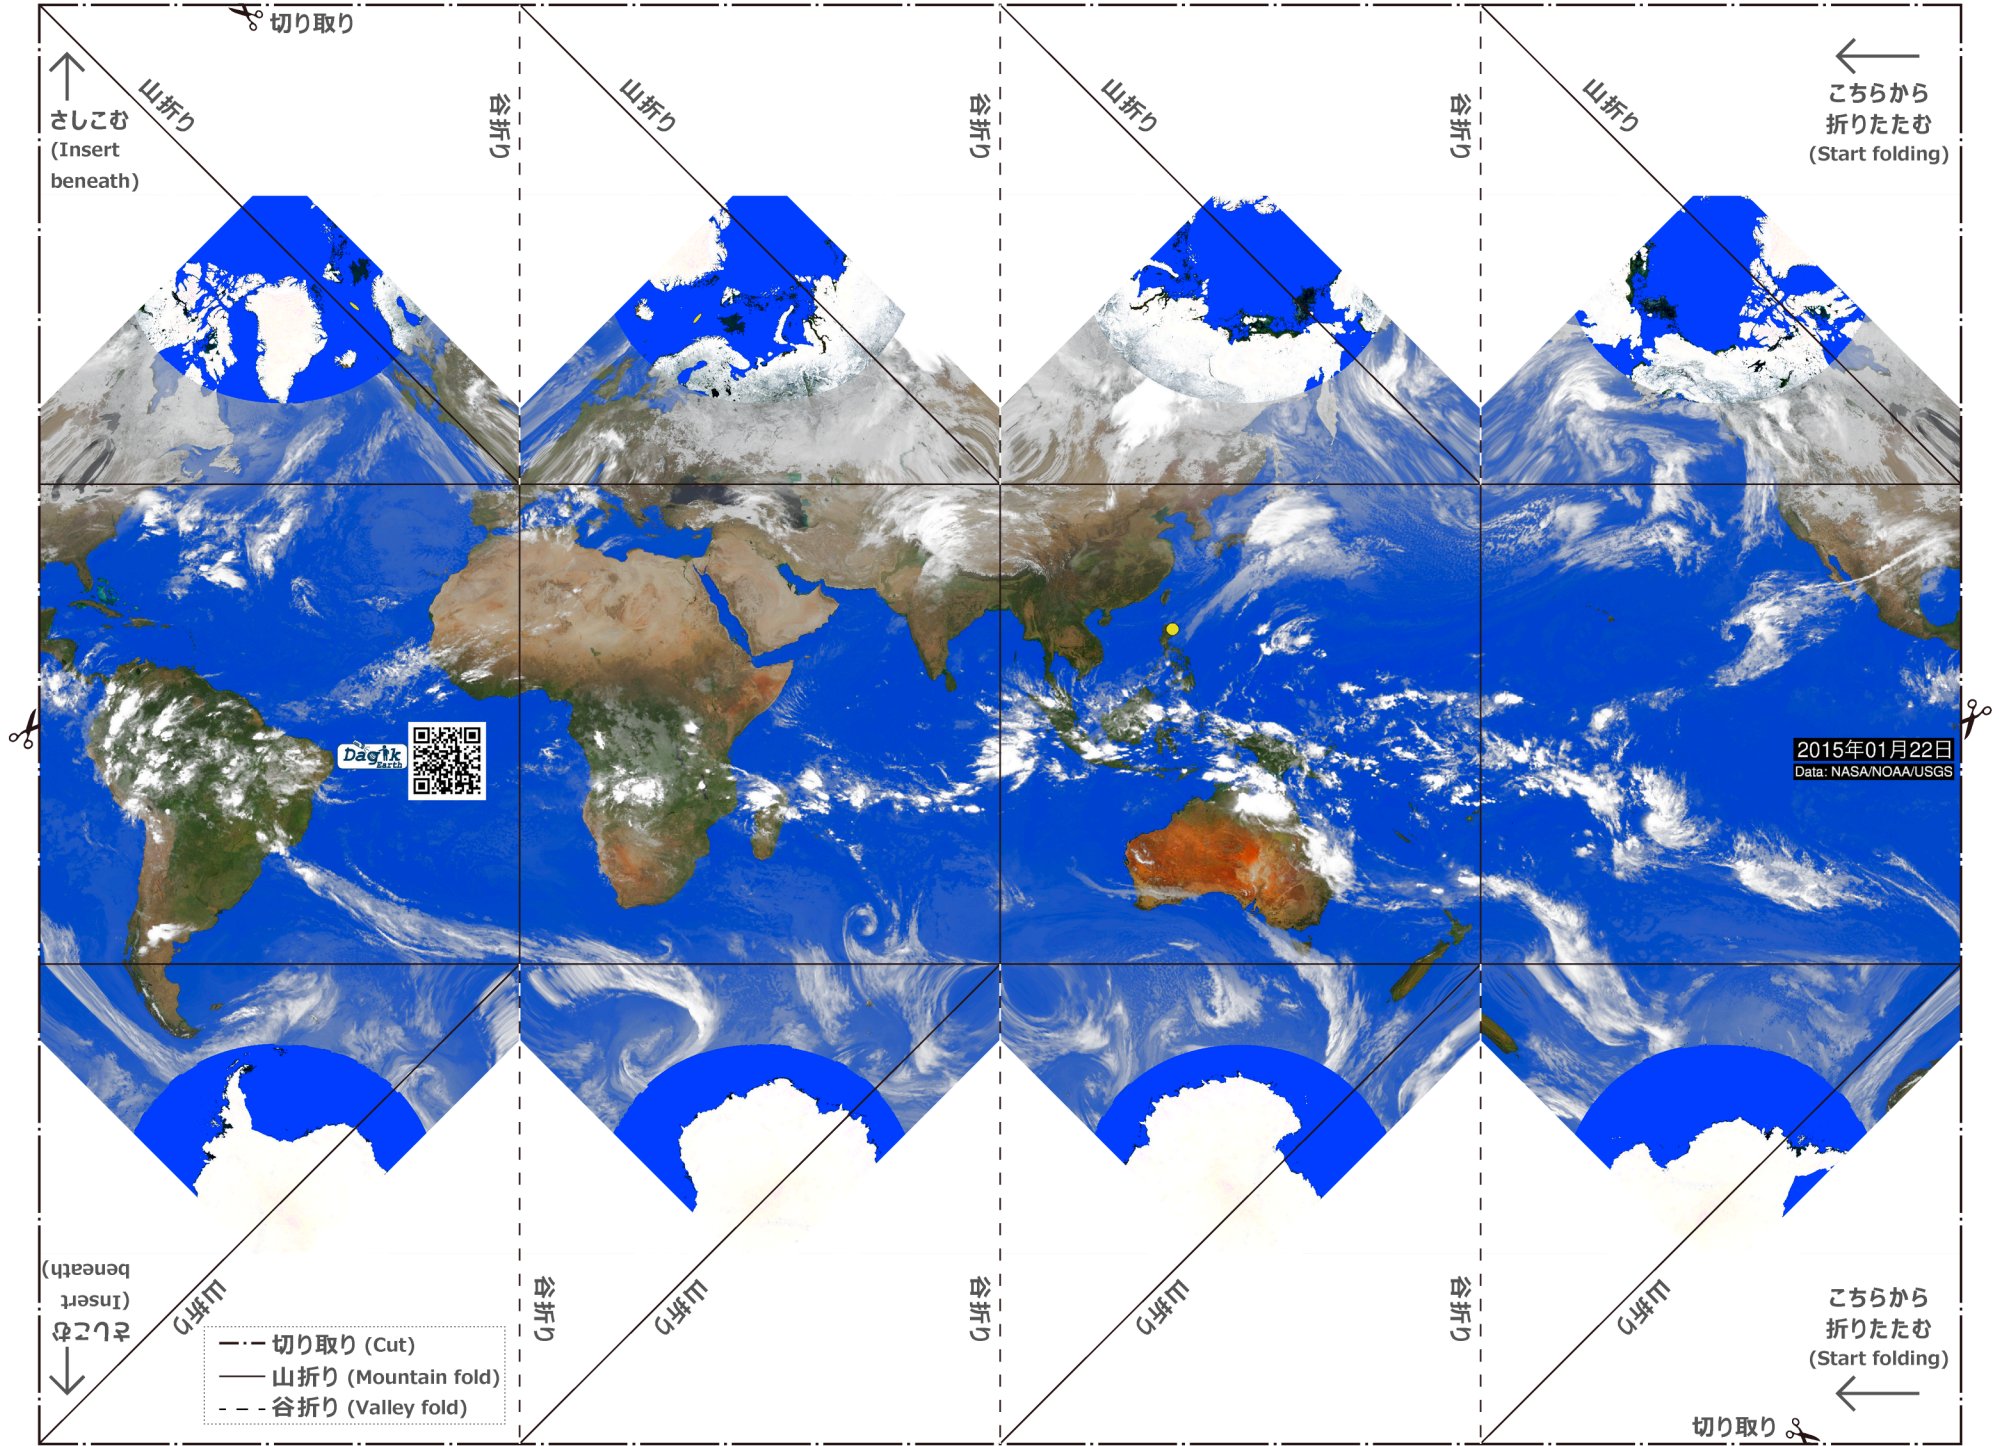 切り取り
山折り
谷折り
山折り
谷折り
山折り
谷折り
山折り
さしこむ
(Insert
beneath)
こちらから
折りたたむ
(Start folding)
Dagik
Earth
2015年01月22日
Data: NASA/NOAA/USGS
さしこむ
(Insert
beneath)
山折り
谷折り
山折り
谷折り
山折り
谷折り
山折り
こちらから
折りたたむ
(Start folding)
切り取り (Cut)
山折り (Mountain fold)
谷折り (Valley fold)
切り取り